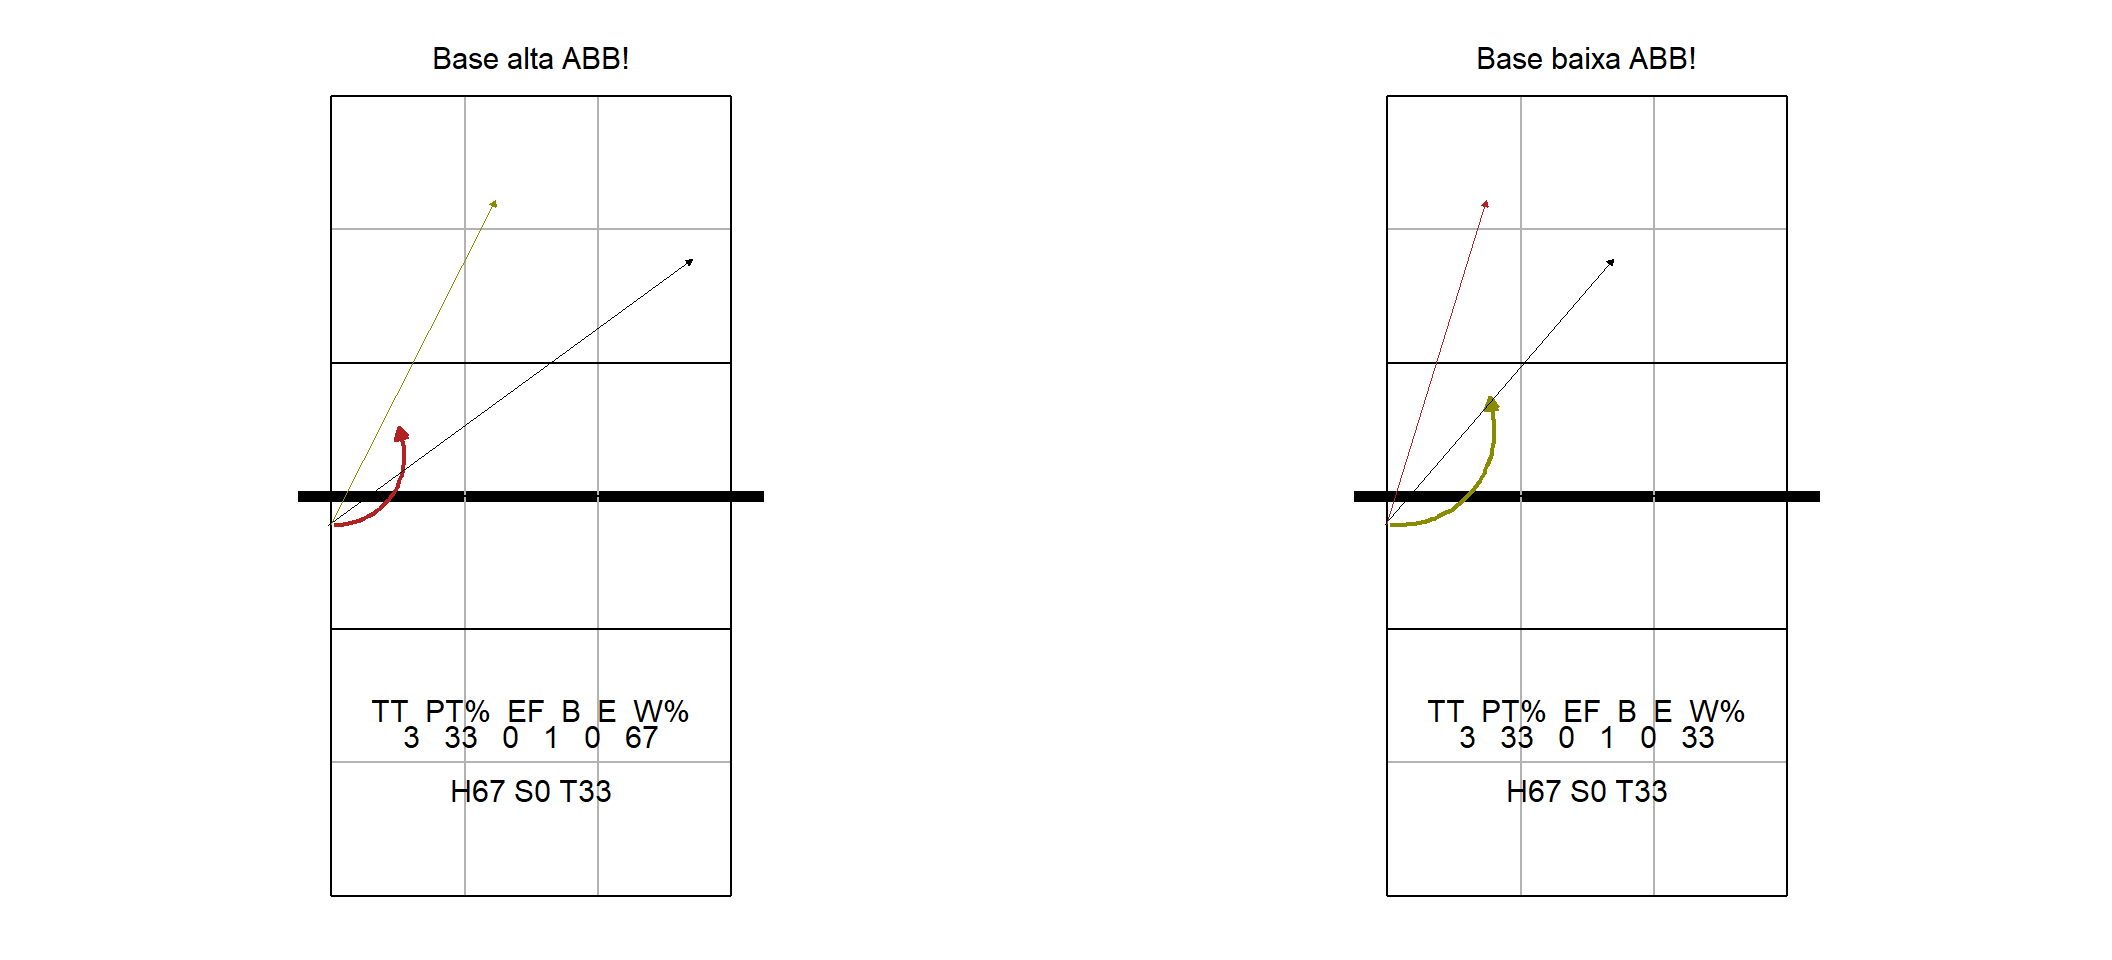 Base alta ABB!
TT PT% EF B E W%
3 33 0 1 0 67
H67 S0 T33
Base baixa ABB!
TT PT% EF B E W%
3 33 0 1 0 33
H67 S0 T33